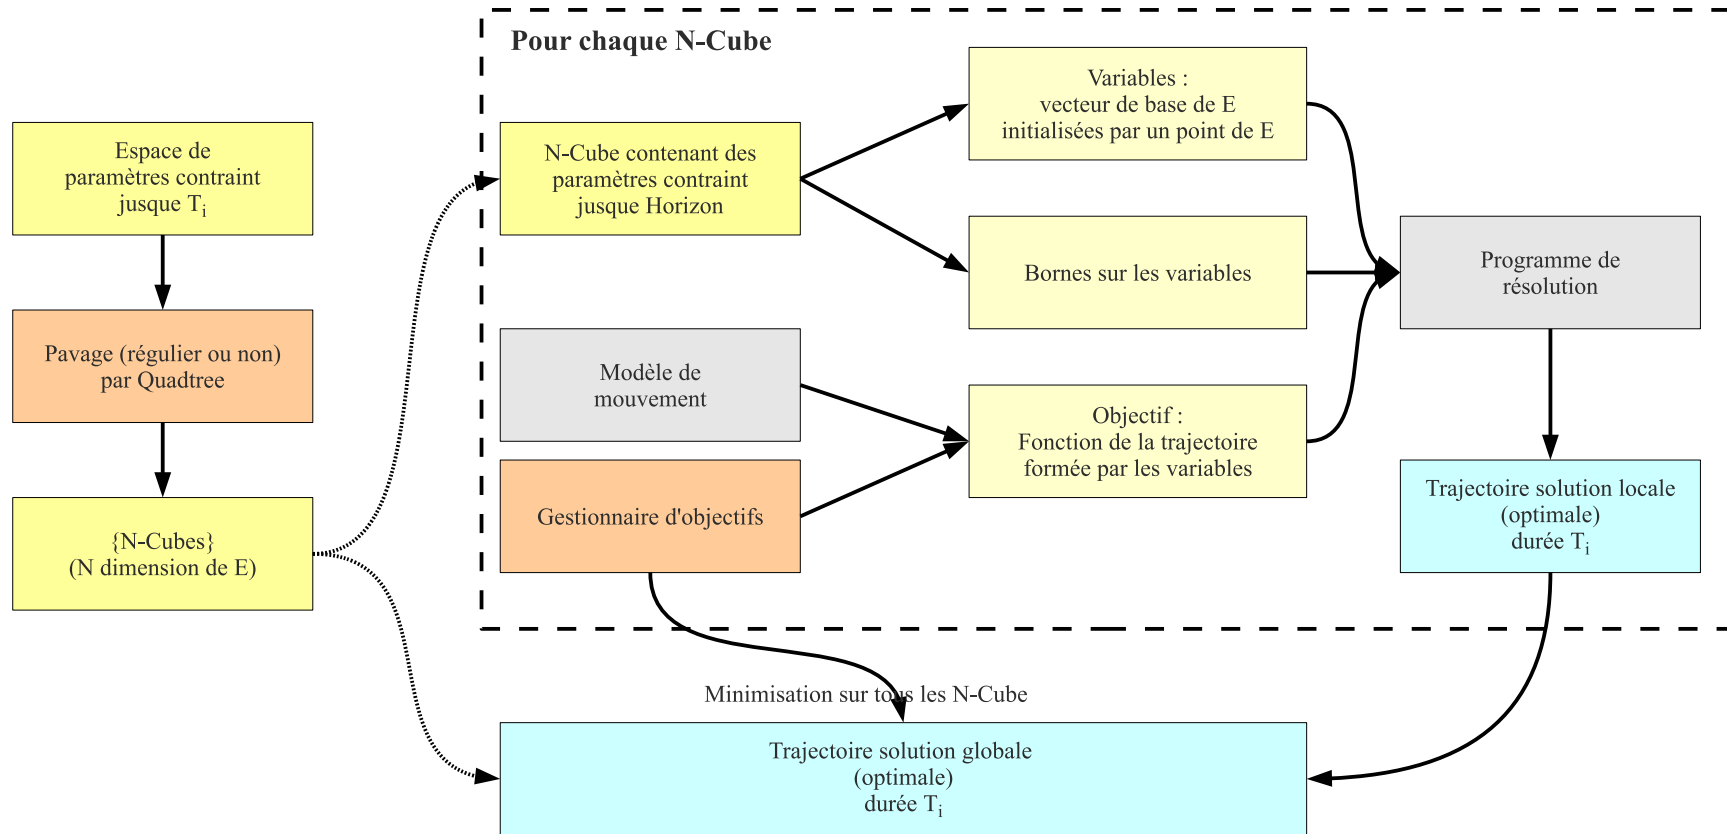 Pour chaque N-Cube
Espace de
paramètres contraint
jusque Ti
Pavage (régulier ou non)
par Quadtree
{N-Cubes}
(N dimension de E)
N-Cube contenant des
paramètres contraint
jusque Horizon
Modèle de
mouvement
Gestionnaire d'objectifs
Variables :
vecteur de base de E
initialisées par un point de E
Bornes sur les variables
Objectif :
Fonction de la trajectoire
formée par les variables
Programme de
résolution
Trajectoire solution locale
(optimale)
durée Ti
Minimisation sur tous les N-Cube
Trajectoire solution globale
(optimale)
durée Ti